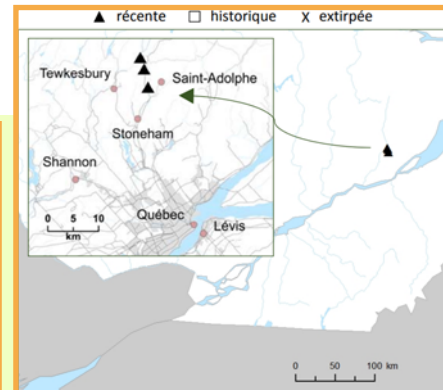 ▲ récente □ historique x extirpée
Tewkesbury
Saint-Adolphe
Stoneham
Shannon
Québec
Lévis
0 5 10
km
0 50 100 km